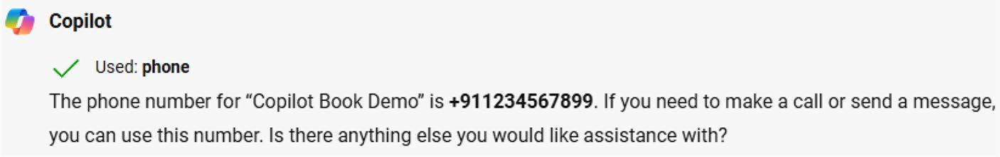 Copilot
Used: phone
The phone number for “Copilot Book Demo” is +911234567899. If you need to make a call or send a message,
you can use this number. Is there anything else you would like assistance with?